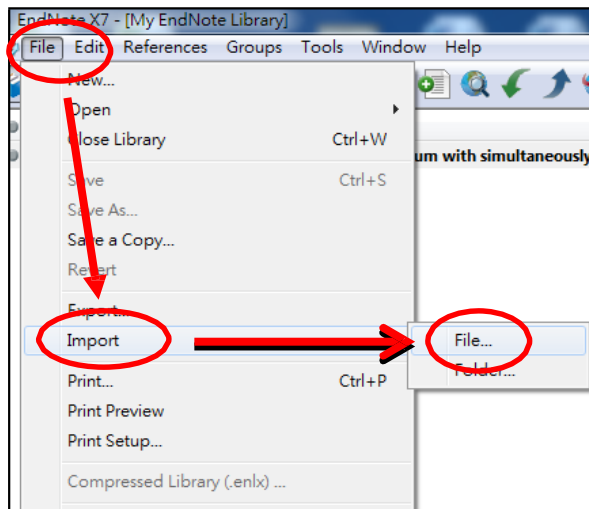 EndNote X7 - [My EndNote Library]
File Edit References Groups Tools Window Help
New...
Open
Close Library Ctrl+W
um with simultaneously
Save Ctrl+S
Save As...
Save a Copy...
Revert
Export...
Import
File...
Folder...
Print... Ctrl+P
Print Preview
Print Setup...
Compressed Library (.enlx) ...